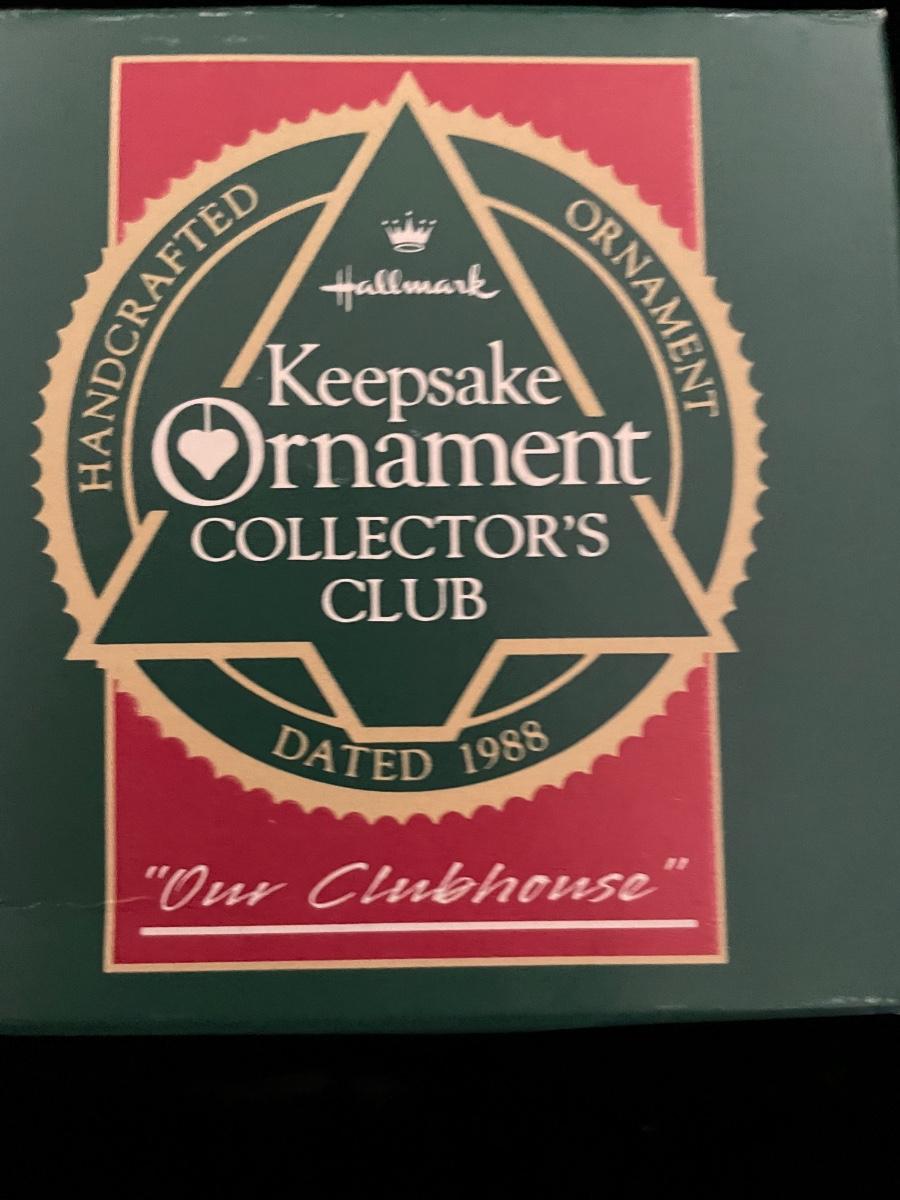 HANDCRAFTED
ORNAMENT
Hallmark
Keepsake
Ornament
COLLECTOR'S
CLUB
DATED 1988
"Our Clubhouse"